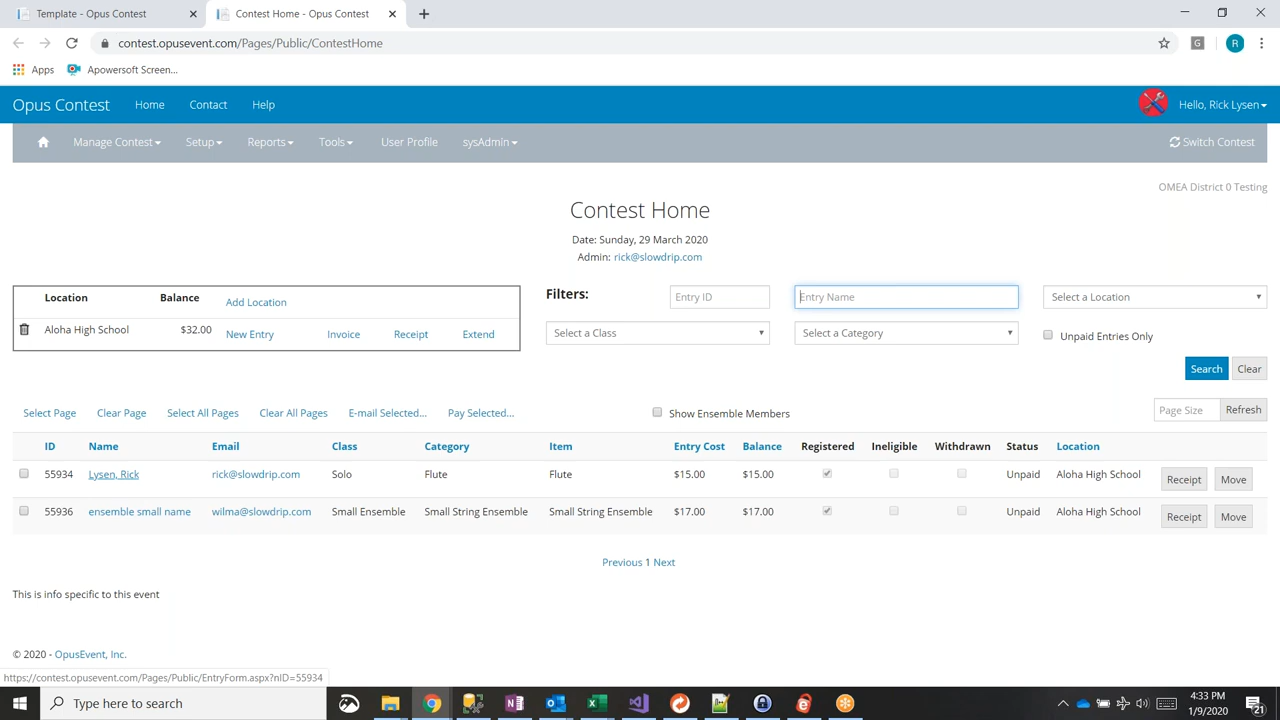 Template - Opus Contest
Contest Home - Opus Contest
contest.opusevent.com/Pages/Public/ContestHome
G
R
Apps Apowersoft Screen...
Opus Contest Home Contact Help Hello, Rick Lysen
Manage Contest Setup Reports Tools User Profile sysAdmin Switch Contest
OMEA District 0 Testing
Contest Home
Date: Sunday, 29 March 2020
Admin: rick@slowdrip.com
Location Balance Add Location
Aloha High School $32.00 New Entry Invoice Receipt Extend
Filters: Entry ID Entry Name Select a Location
Select a Class Select a Category Unpaid Entries Only
Search Clear
Select Page Clear Page Select All Pages Clear All Pages E-mail Selected... Pay Selected... Show Ensemble Members Page Size Refresh
ID Name Email Class Category Item Entry Cost Balance Registered Ineligible Withdrawn Status Location
55934 Lysen, Rick rick@slowdrip.com Solo Flute Flute $15.00 $15.00 Unpaid Aloha High School Receipt Move
55936 ensemble small name wilma@slowdrip.com Small Ensemble Small String Ensemble Small String Ensemble $17.00 $17.00 Unpaid Aloha High School Receipt Move
Previous 1 Next
This is info specific to this event
© 2020 - OpusEvent, Inc.
https://contest.opusevent.com/Pages/Public/EntryForm.aspx?nID=55934
Type here to search
4:33 PM
1/9/2020
21